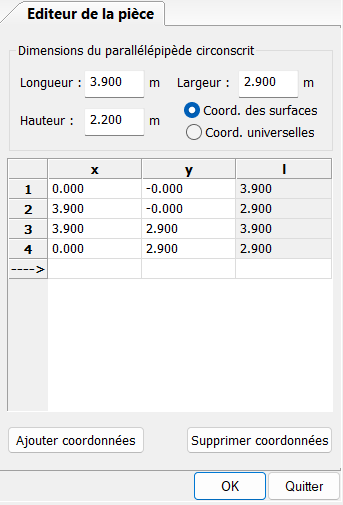 Editeur de la pièce
Dimensions du parallélépipède circonscrit
Longueur : 3.900 m Largeur : 2.900 m
Hauteur : 2.200 m Coord. des surfaces
Coord. universelles
x y l
1 0.000 -0.000 3.900
2 3.900 -0.000 2.900
3 3.900 2.900 3.900
4 0.000 2.900 2.900
---->
Ajouter coordonnées Supprimer coordonnées
OK Quitter